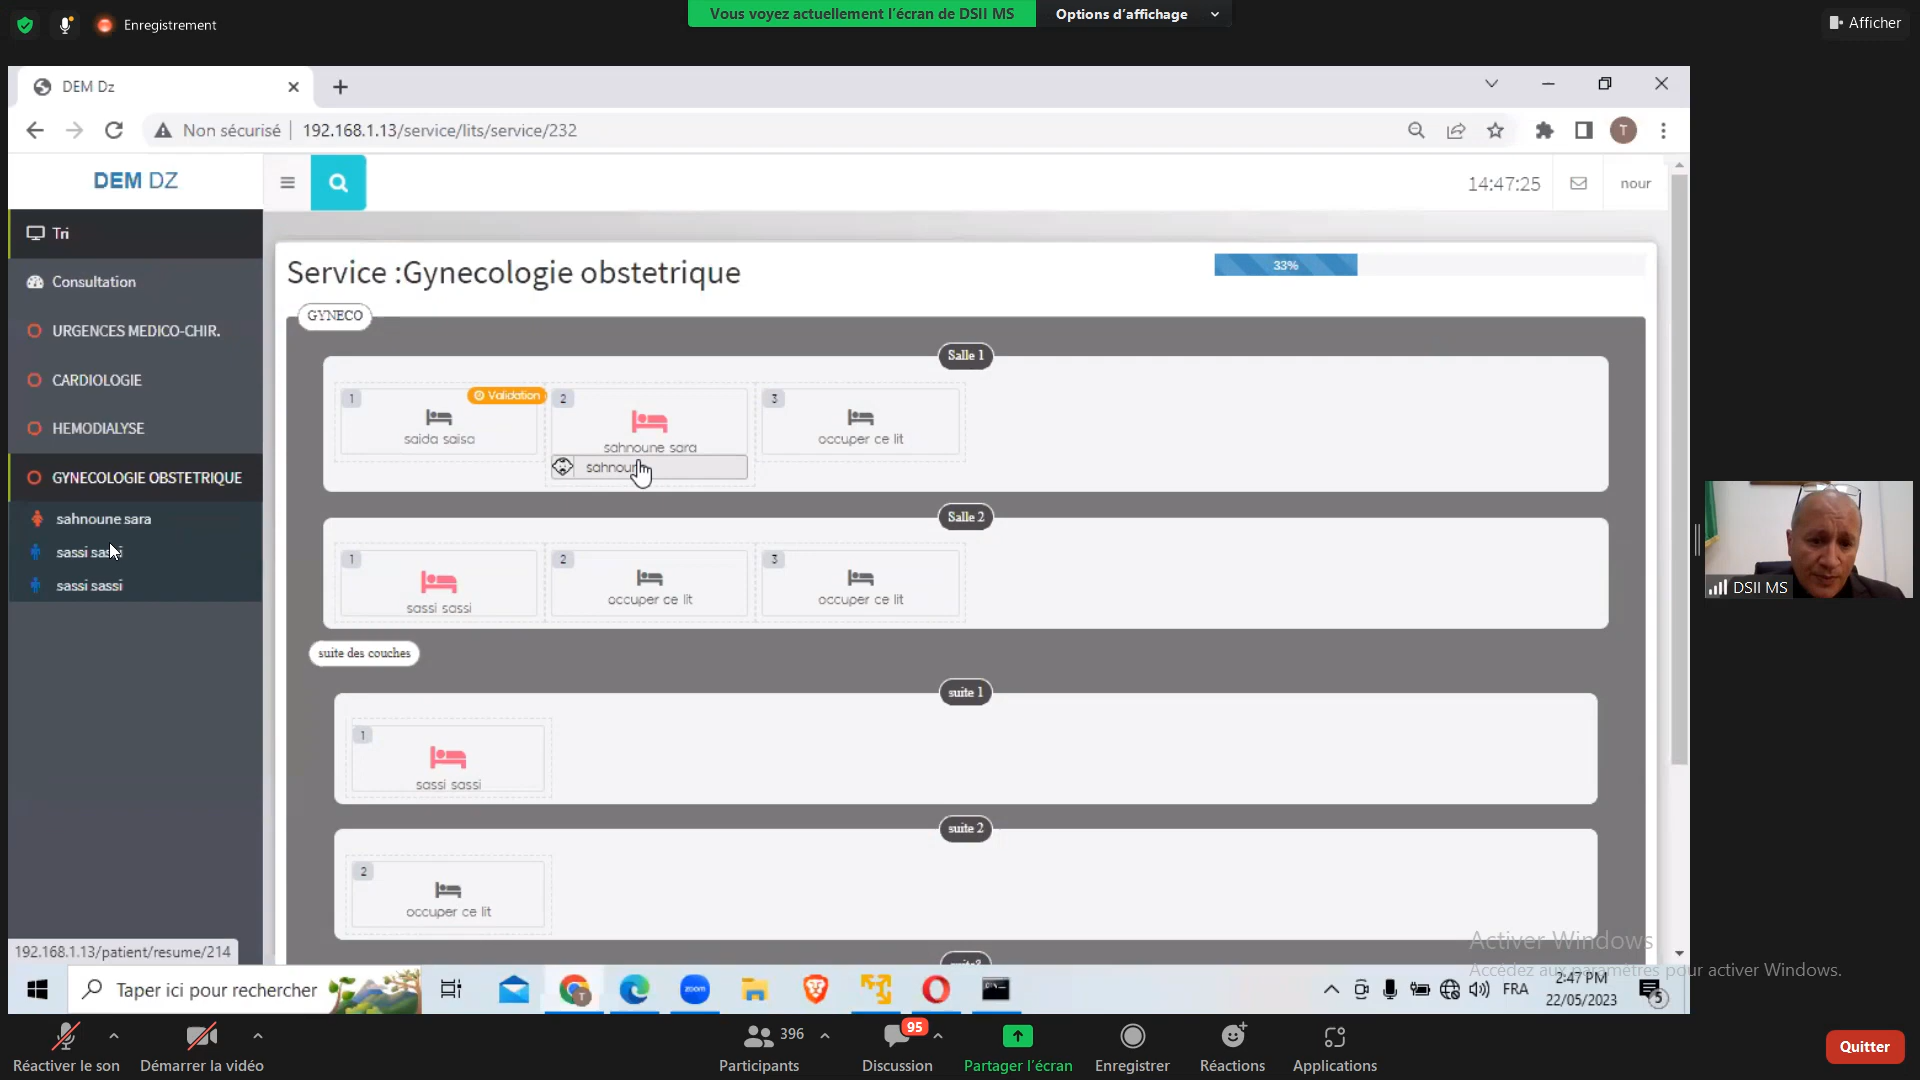 Enregistrement
Vous voyez actuellement l'écran de DSII MS
Options d'affichage
Afficher
DEM Dz
Non sécurisé
192.168.1.13/service/lits/service/232
T
DEM DZ
14:47:25
nour
Tri
Consultation
URGENCES MEDICO-CHIR.
CARDIOLOGIE
HEMODIALYSE
GYNECOLOGIE OBSTETRIQUE
sahnoune sara
sassi sassi
sassi sassi
Service :Gynecologie obstetrique
33%
GYNECO
Salle 1
1
Validation
saida saisa
2
sahnoune sara
3
occuper ce lit
Salle 2
1
sassi sassi
2
occuper ce lit
3
occuper ce lit
suite des couches
suite 1
1
sassi sassi
suite 2
2
occuper ce lit
DSII MS
192.168.1.13/patient/resume/214
Activer Windows
Accédez aux paramètres pour activer Windows.
Taper ici pour rechercher
zoom
FRA
2:47 PM
22/05/2023
5
Réactiver le son
Démarrer la vidéo
396
Participants
95
Discussion
Partager l'écran
Enregistrer
Réactions
Applications
Quitter